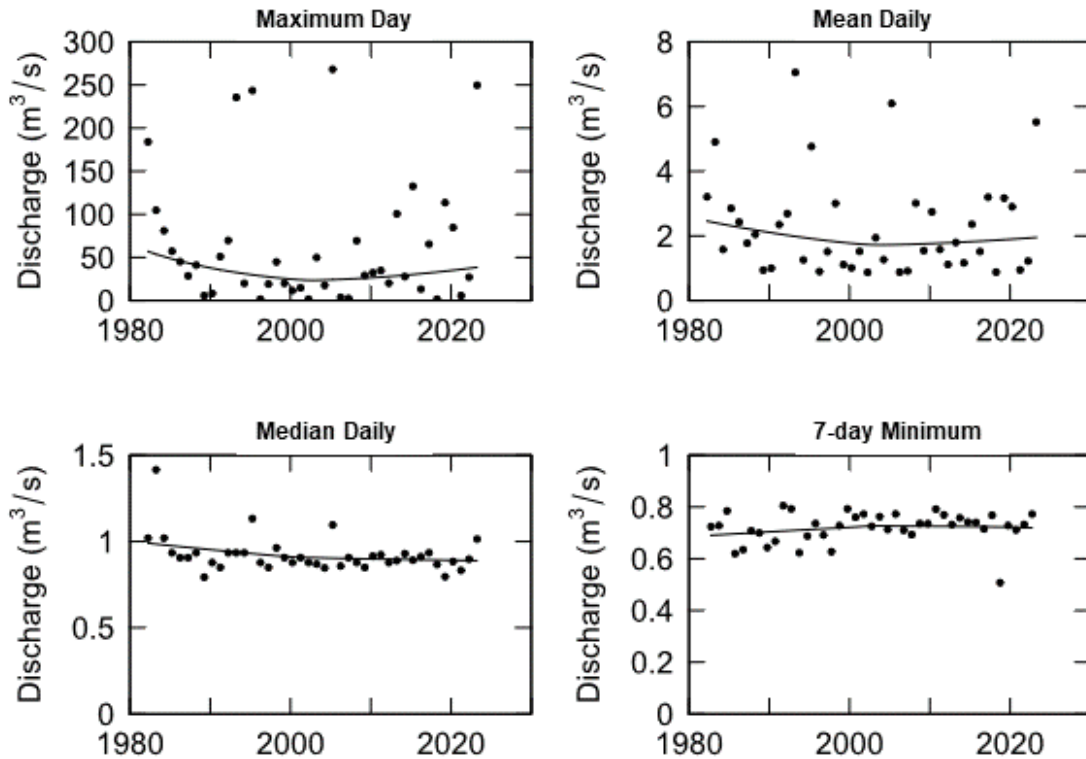 Maximum Day
Discharge (m³/s)
300
250
200
150
100
50
0
1980 2000 2020
Mean Daily
Discharge (m³/s)
8
6
4
2
0
1980 2000 2020
Median Daily
Discharge (m³/s)
1.5
1
0.5
0
1980 2000 2020
7-day Minimum
Discharge (m³/s)
1
0.8
0.6
0.4
0.2
0
1980 2000 2020